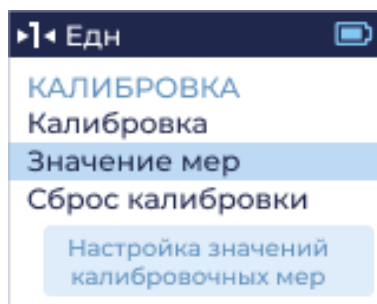 Едн
КАЛИБРОВКА
Калибровка
Значение мер
Сброс калибровки
Настройка значений
калибровочных мер